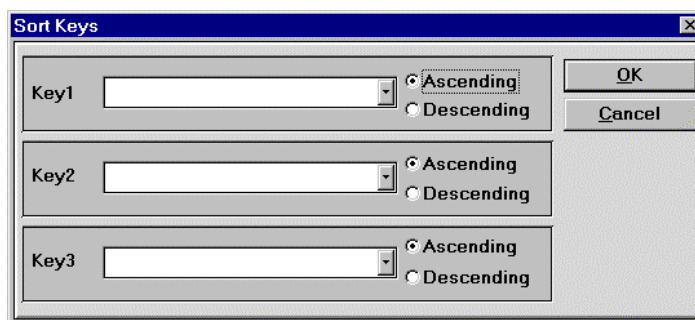 Sort Keys
Key1
Ascending
Descending
OK
Cancel
Key2
Ascending
Descending
Key3
Ascending
Descending